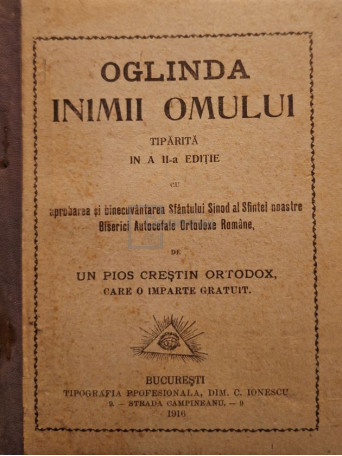 OGLINDA
INIMII OMULUI
TIPĂRITĂ
IN A II-a EDIȚIE
CU
aprobarea și binecuvântarea Sfântului Sinod al Sfintei noastre
Biserici Autocefale Ortodoxe Române,
DE
UN PIOS CREȘTIN ORTODOX,
CARE O IMPARTE GRATUIT.
BUCUREȘTI
TIPOGRAFIA PPOFESIONALA, DIM. C. IONESCU
9 – STRADA CAMPINEANU, – 9
1916